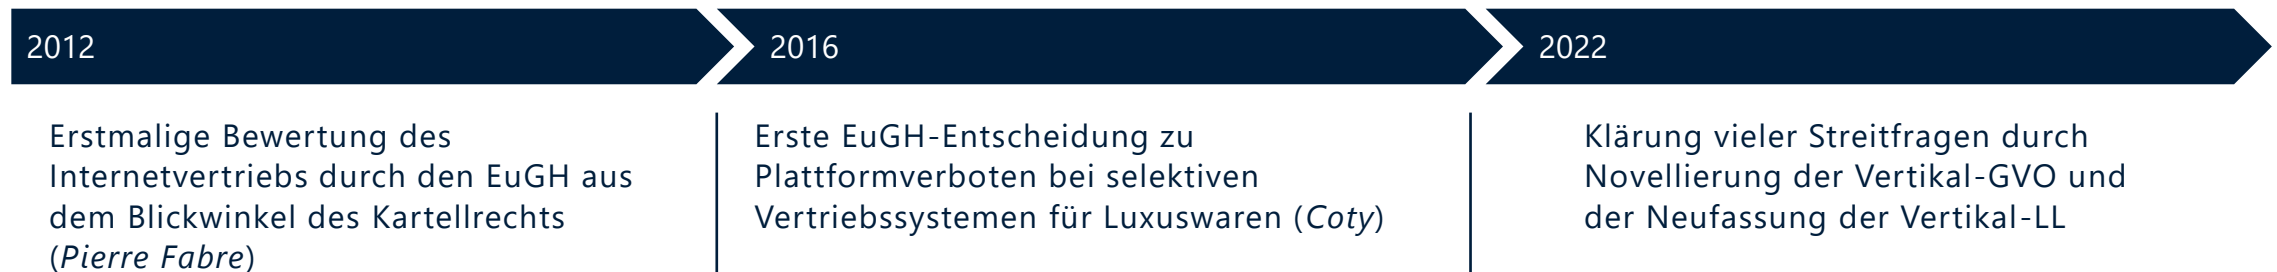 2012
Erstmalige Bewertung des
Internetvertriebs durch den EuGH aus
dem Blickwinkel des Kartellrechts
(Pierre Fabre)
2016
Erste EuGH-Entscheidung zu
Plattformverboten bei selektiven
Vertriebssystemen für Luxuswaren (Coty)
2022
Klärung vieler Streitfragen durch
Novellierung der Vertikal-GVO und
der Neufassung der Vertikal-LL